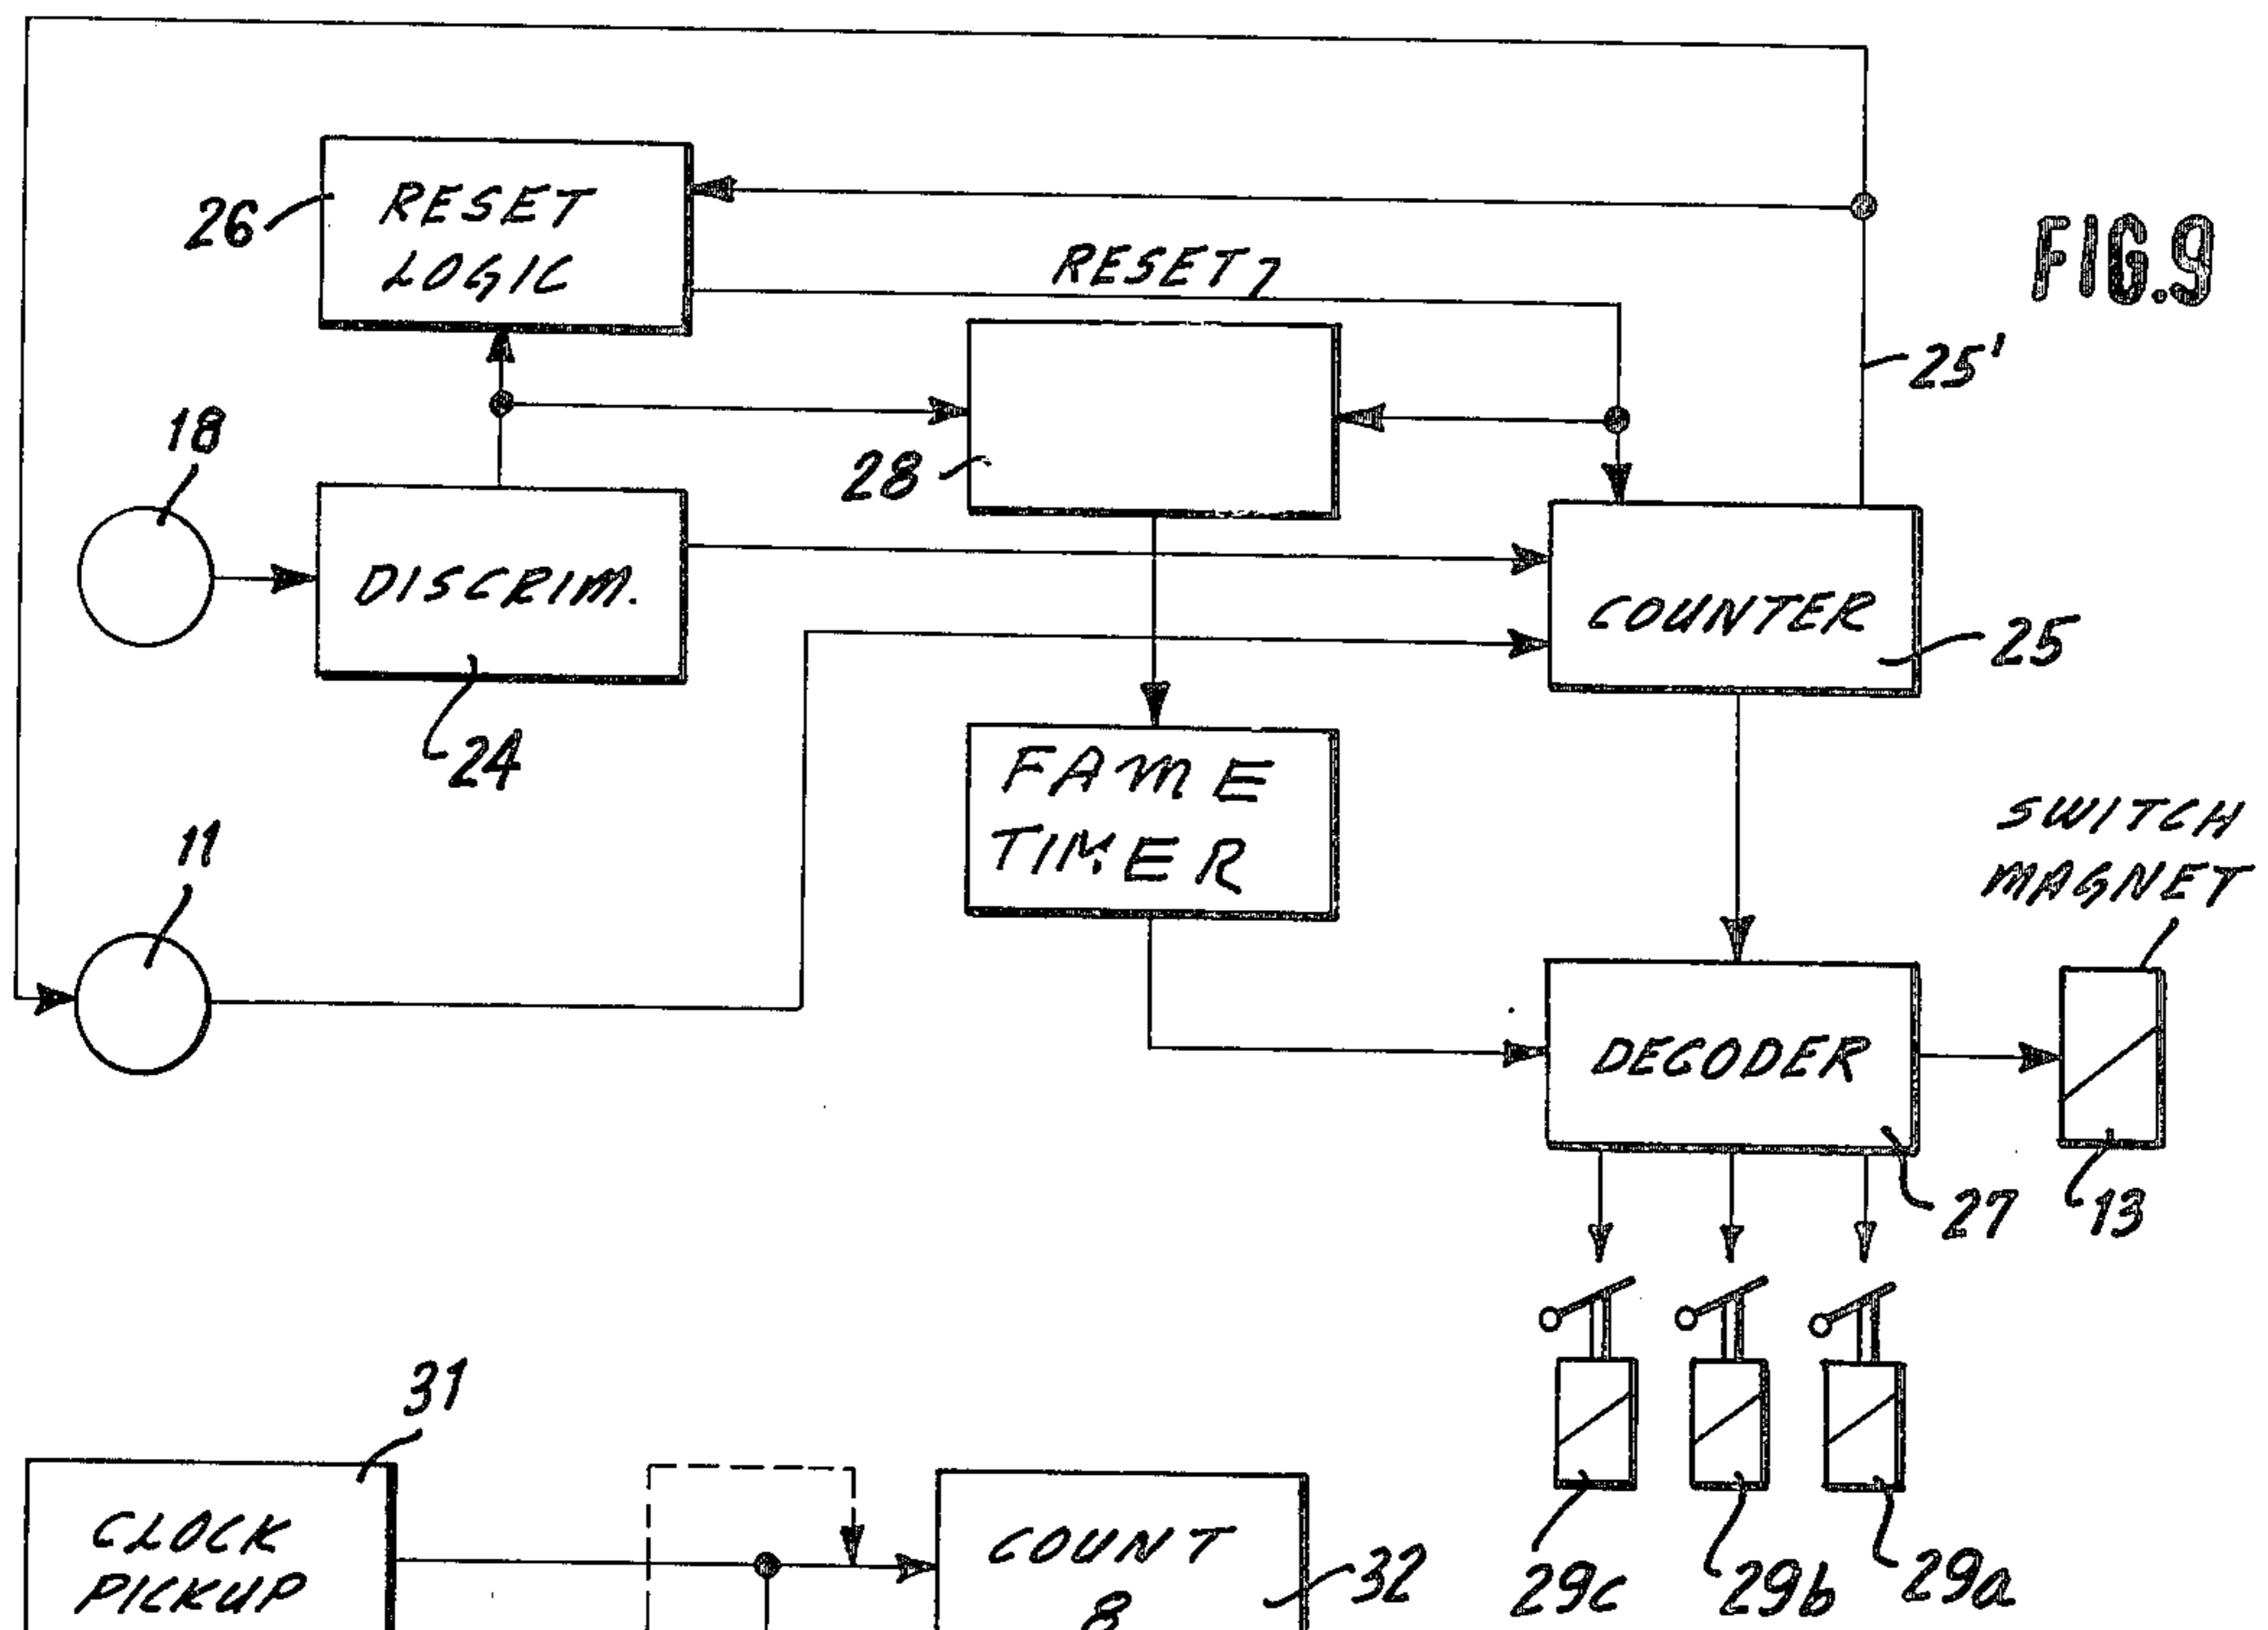 26
RESET
LOGIC
RESET
FIG.9
25'
18
28
DISCRIM.
COUNTER
25
24
FAME
TIMER
SWITCH
MAGNET
11
DECODER
27
13
31
CLOCK
PICKUP
COUNT
8
32
29c
29b
29a